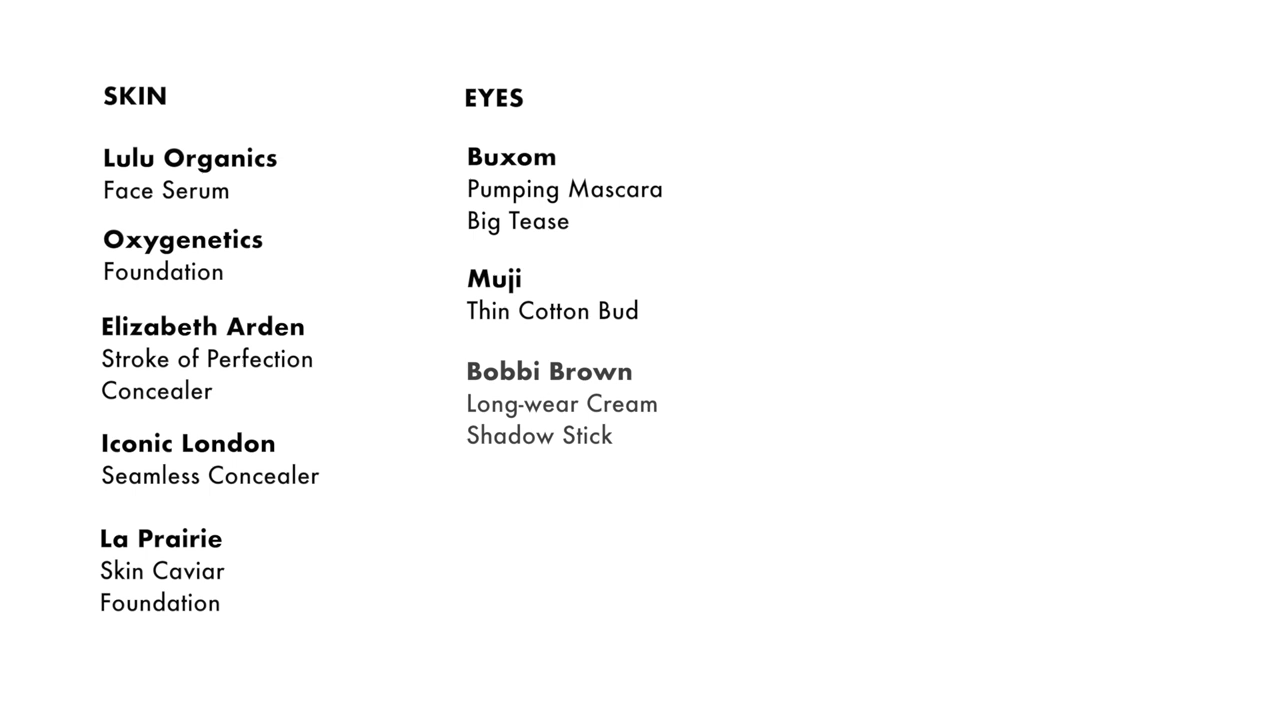 SKIN
Lulu Organics
Face Serum
Oxygenetics
Foundation
Elizabeth Arden
Stroke of Perfection
Concealer
Iconic London
Seamless Concealer
La Prairie
Skin Caviar
Foundation
EYES
Buxom
Pumping Mascara
Big Tease
Muji
Thin Cotton Bud
Bobbi Brown
Long-wear Cream
Shadow Stick